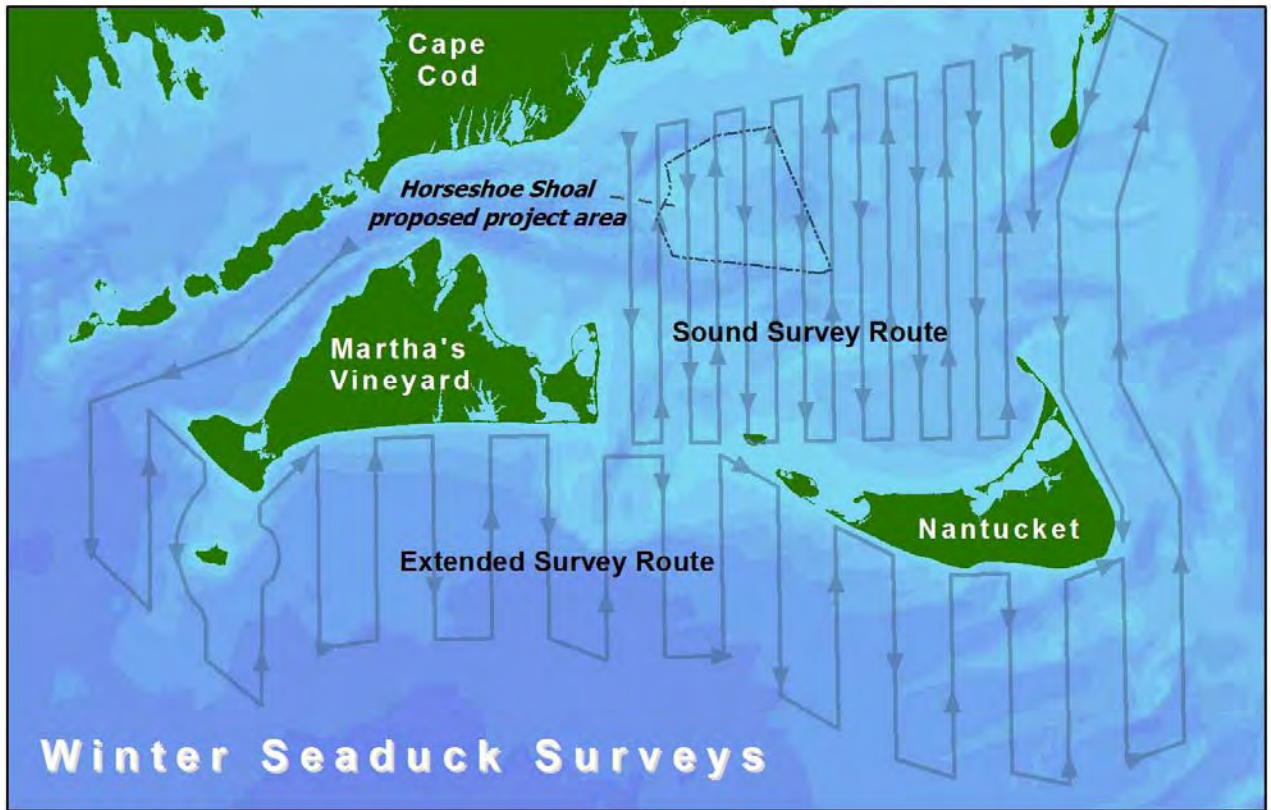 Cape
Cod
Horseshoe Shoal
proposed project area
Sound Survey Route
Martha's
Vineyard
Nantucket
Extended Survey Route
Winter Seaduck Surveys